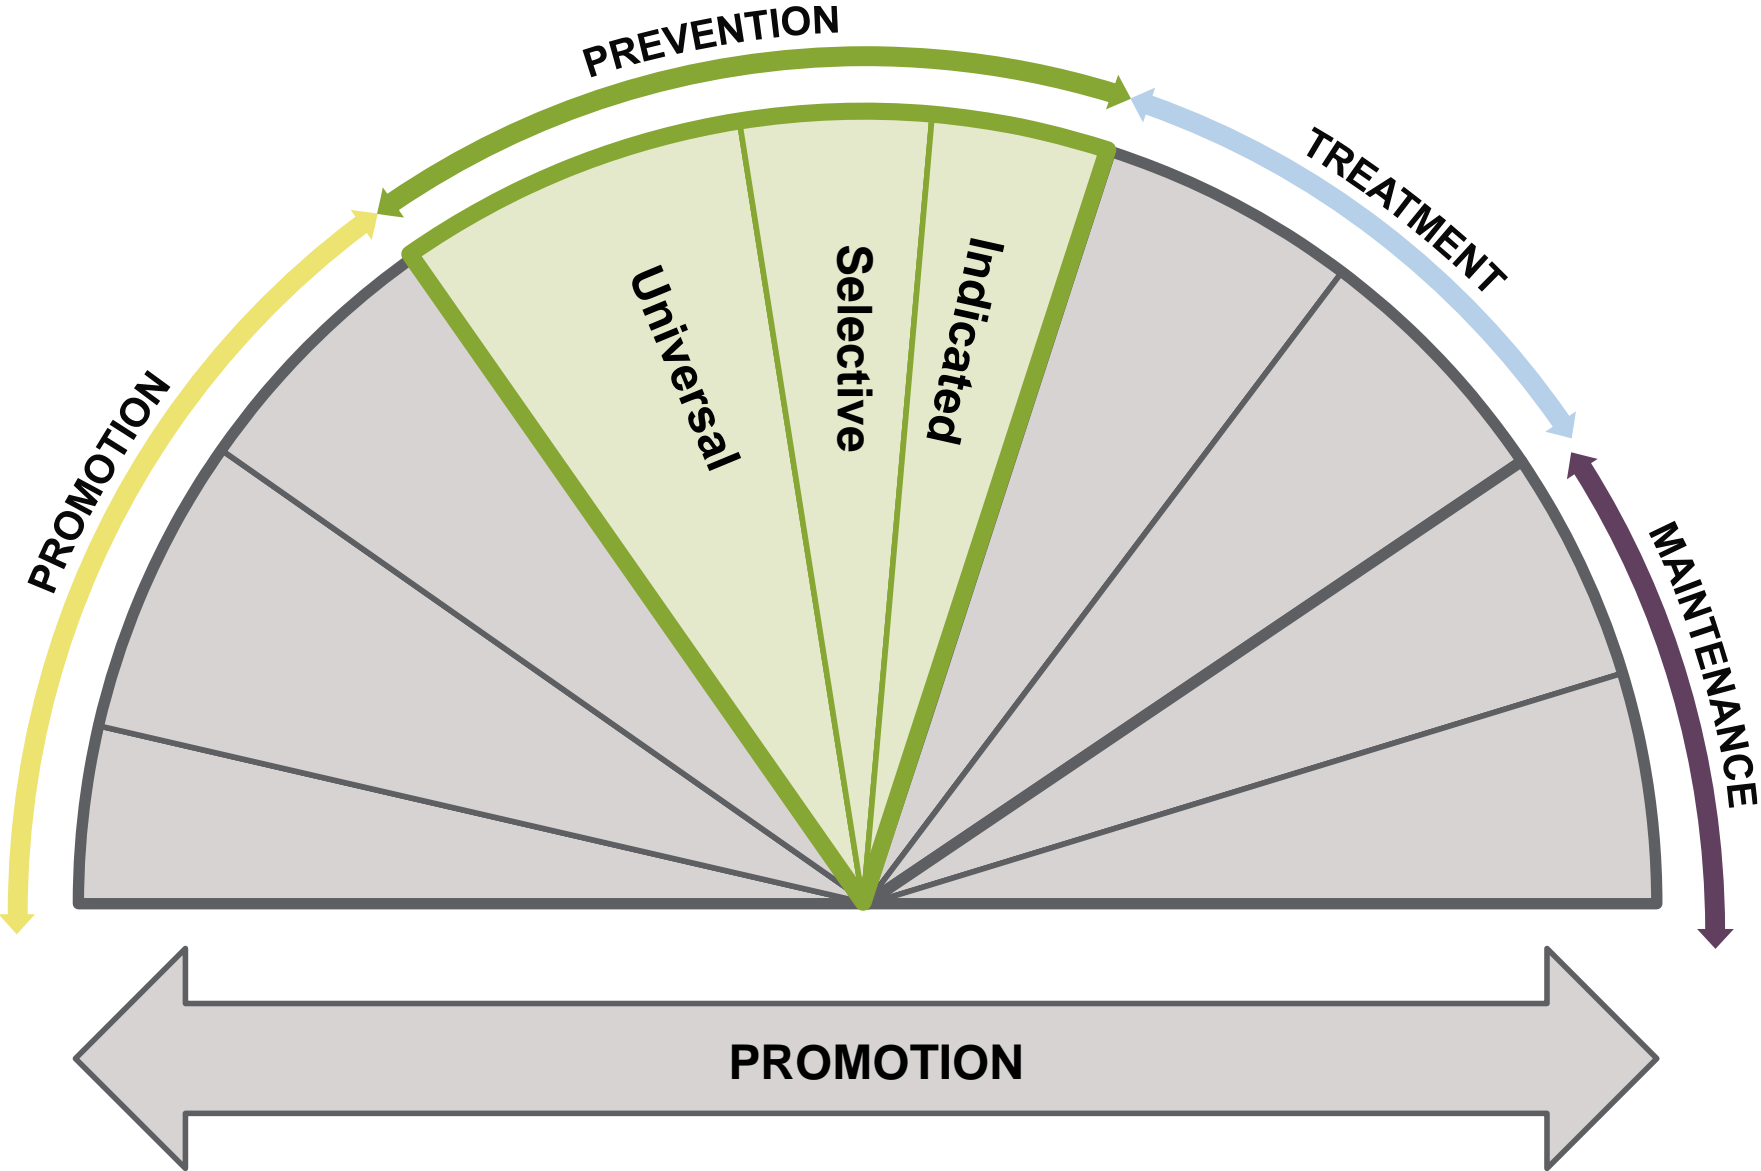 PREVENTION
TREATMENT
PROMOTION
MAINTENANCE
Universal
Selective
Indicated
PROMOTION